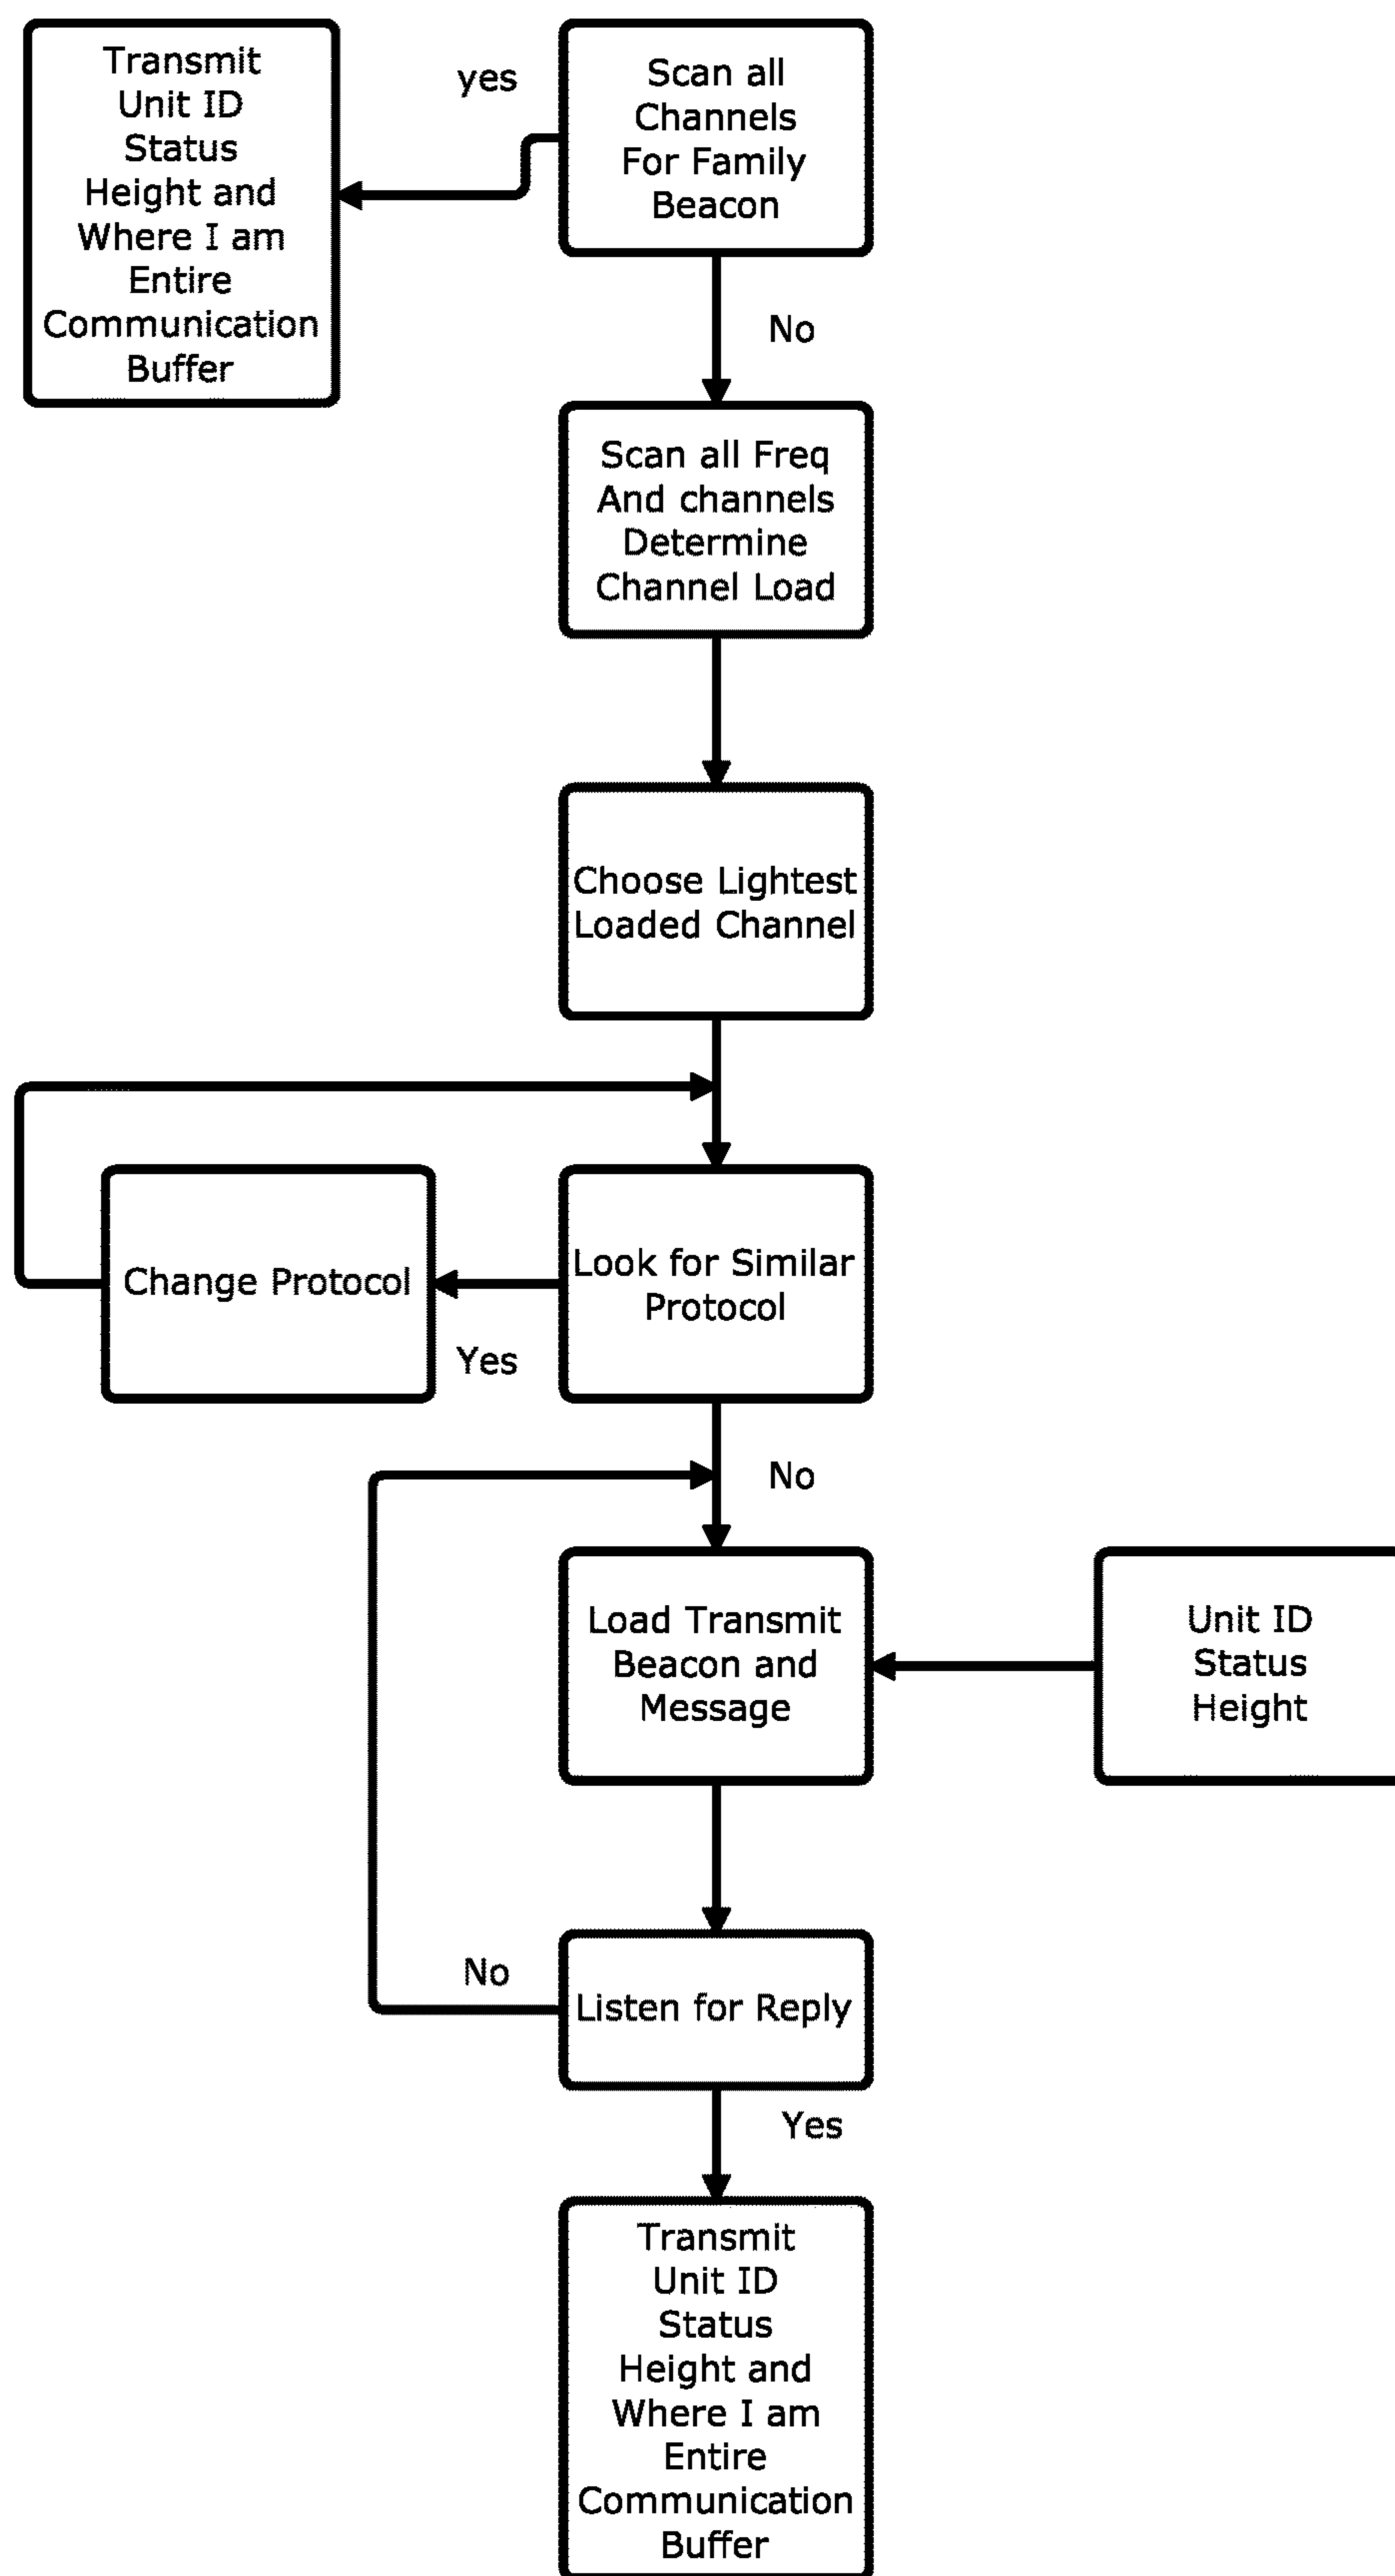 Transmit
Unit ID
Status
Height and
Where I am
Entire
Communication
Buffer
yes
Scan all
Channels
For Family
Beacon
No
Scan all Freq
And channels
Determine
Channel Load
Choose Lightest
Loaded Channel
Change Protocol
Yes
Look for Similar
Protocol
No
Load Transmit
Beacon and
Message
Unit ID
Status
Height
No
Listen for Reply
Yes
Transmit
Unit ID
Status
Height and
Where I am
Entire
Communication
Buffer